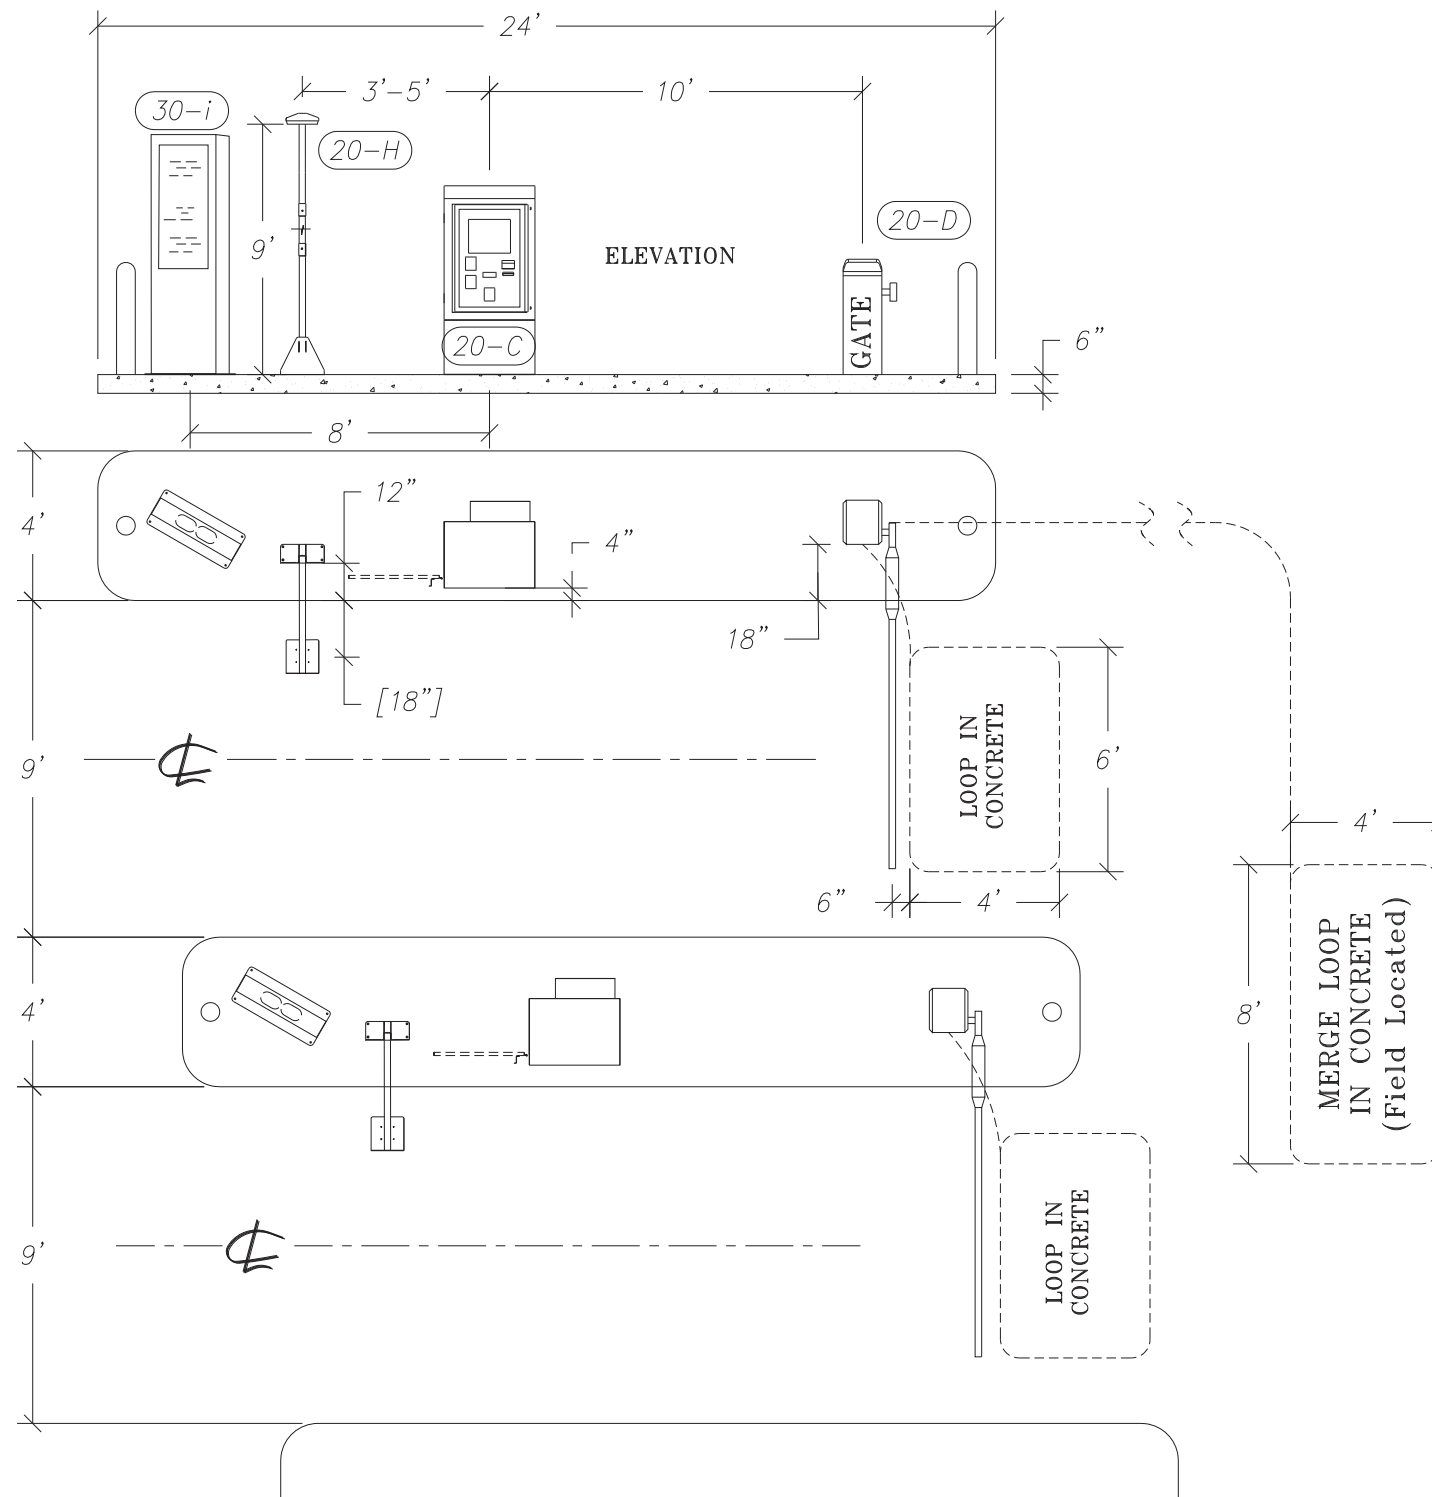 24’
3’-5’
10’
30-i
20-H
20-D
9’
ELEVATION
GATE
20-C
6”
8’
12”
4’
4”
18”
[18”]
LOOP IN
CONCRETE
6’
9’
℄
4’
6”
4’
MERGE LOOP
IN CONCRETE
(Field Located)
8’
4’
LOOP IN
CONCRETE
9’
℄